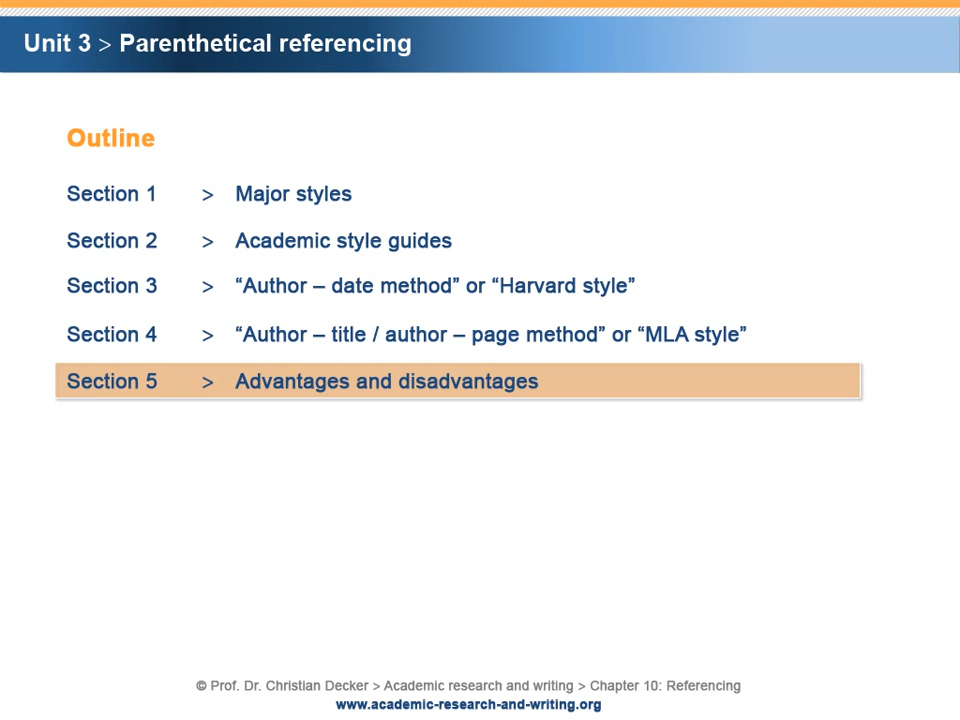 Unit 3 > Parenthetical referencing
Outline
Section 1 > Major styles
Section 2 > Academic style guides
Section 3 > “Author – date method” or “Harvard style”
Section 4 > “Author – title / author – page method” or “MLA style”
Section 5 > Advantages and disadvantages
© Prof. Dr. Christian Decker > Academic research and writing > Chapter 10: Referencing
www.academic-research-and-writing.org